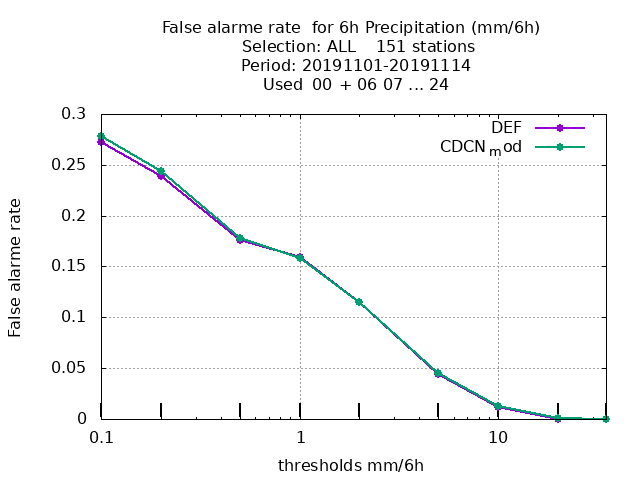 False alarme rate  for 6h Precipitation (mm/6h)
Selection: ALL    151 stations
Period: 20191101-20191114
Used  00  + 06 07 ... 24
DEF
CDCNmod
0.3
0.25
0.2
0.15
0.1
0.05
0
False alarme rate
0.1
1
10
thresholds mm/6h